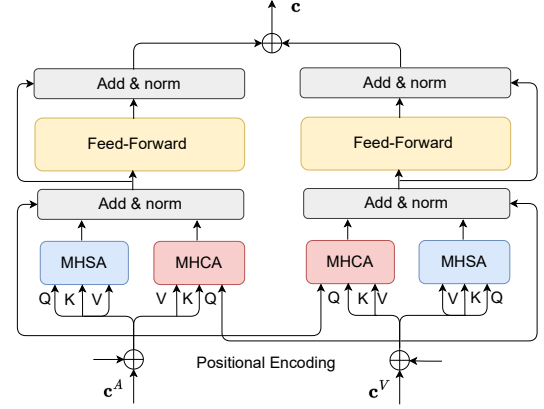 c
Add & norm
Add & norm
Feed-Forward
Feed-Forward
Add & norm
Add & norm
MHSA
MHCA
MHCA
MHSA
Q K V
V K Q
Q K V
V K Q
Positional Encoding
c^A
c^V